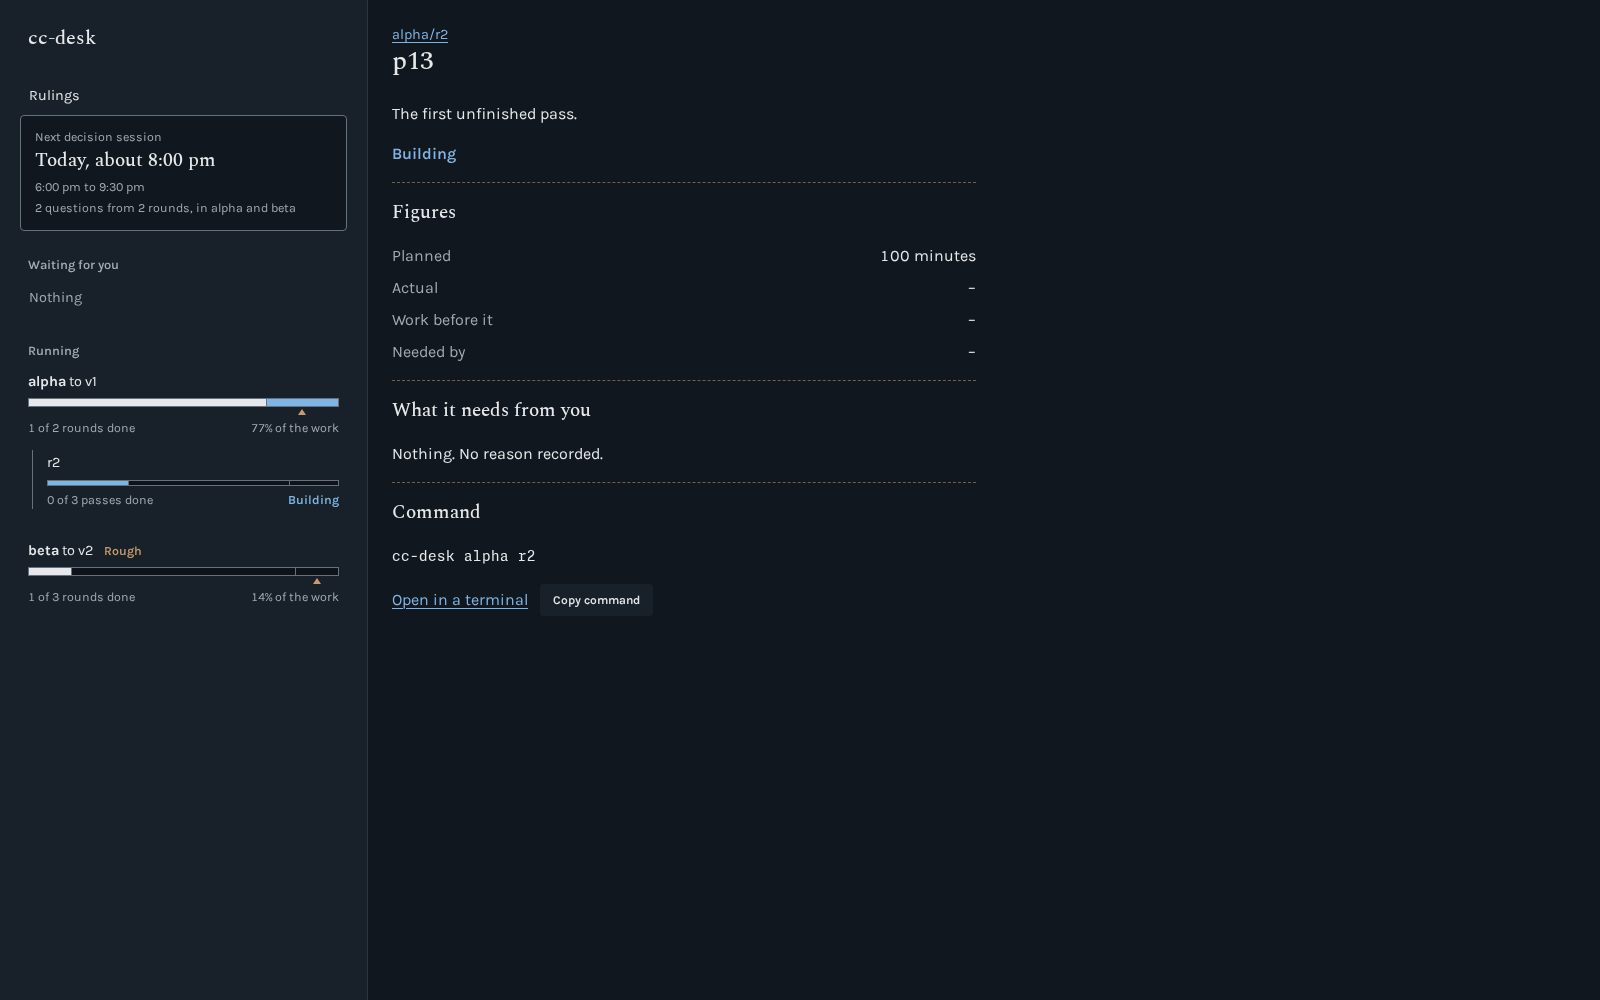 cc-desk
Rulings
Next decision session
Today, about 8:00 pm
6:00 pm to 9:30 pm
2 questions from 2 rounds, in alpha and beta
Waiting for you
Nothing
Running
alpha to v1
1 of 2 rounds done 77% of the work
r2
0 of 3 passes done Building
beta to v2 Rough
1 of 3 rounds done 14% of the work
alpha/r2
p13
The first unfinished pass.
Building
Figures
Planned 100 minutes
Actual –
Work before it –
Needed by –
What it needs from you
Nothing. No reason recorded.
Command
cc-desk alpha r2
Open in a terminal Copy command